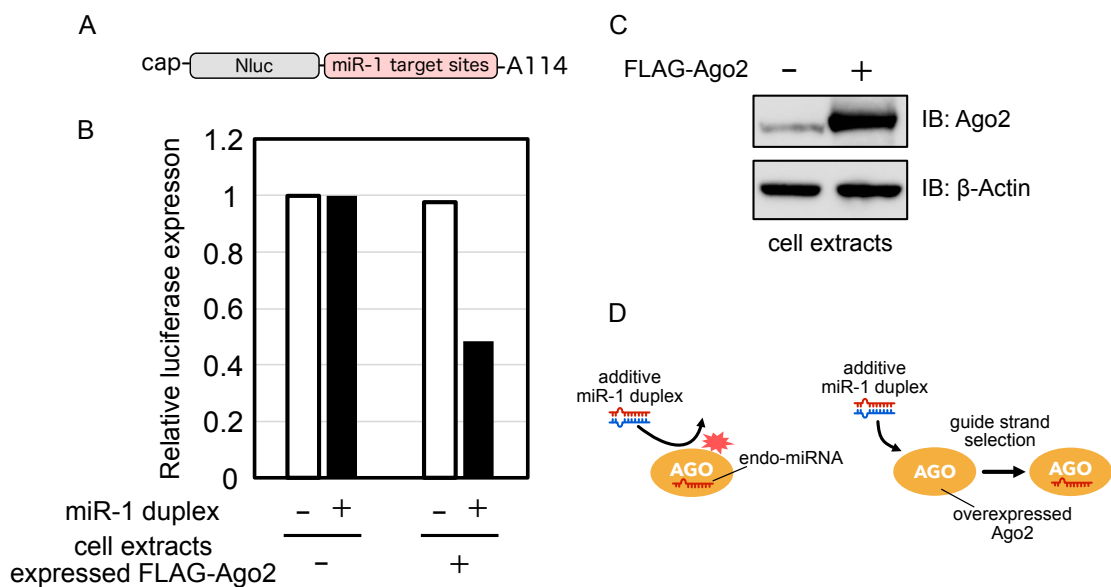 A
cap
Nluc
miR-1 target sites
A114
B
Relative luciferase expresson
1.2
1
0.8
0.6
0.4
0.2
0
miR-1 duplex
- + - +
cell extracts
expressed FLAG-Ago2
- +
C
FLAG-Ago2
- +
IB: Ago2
IB: β-Actin
cell extracts
D
additive
miR-1 duplex
AGO
endo-miRNA
additive
miR-1 duplex
guide strand
selection
AGO
AGO
overexpressed
Ago2